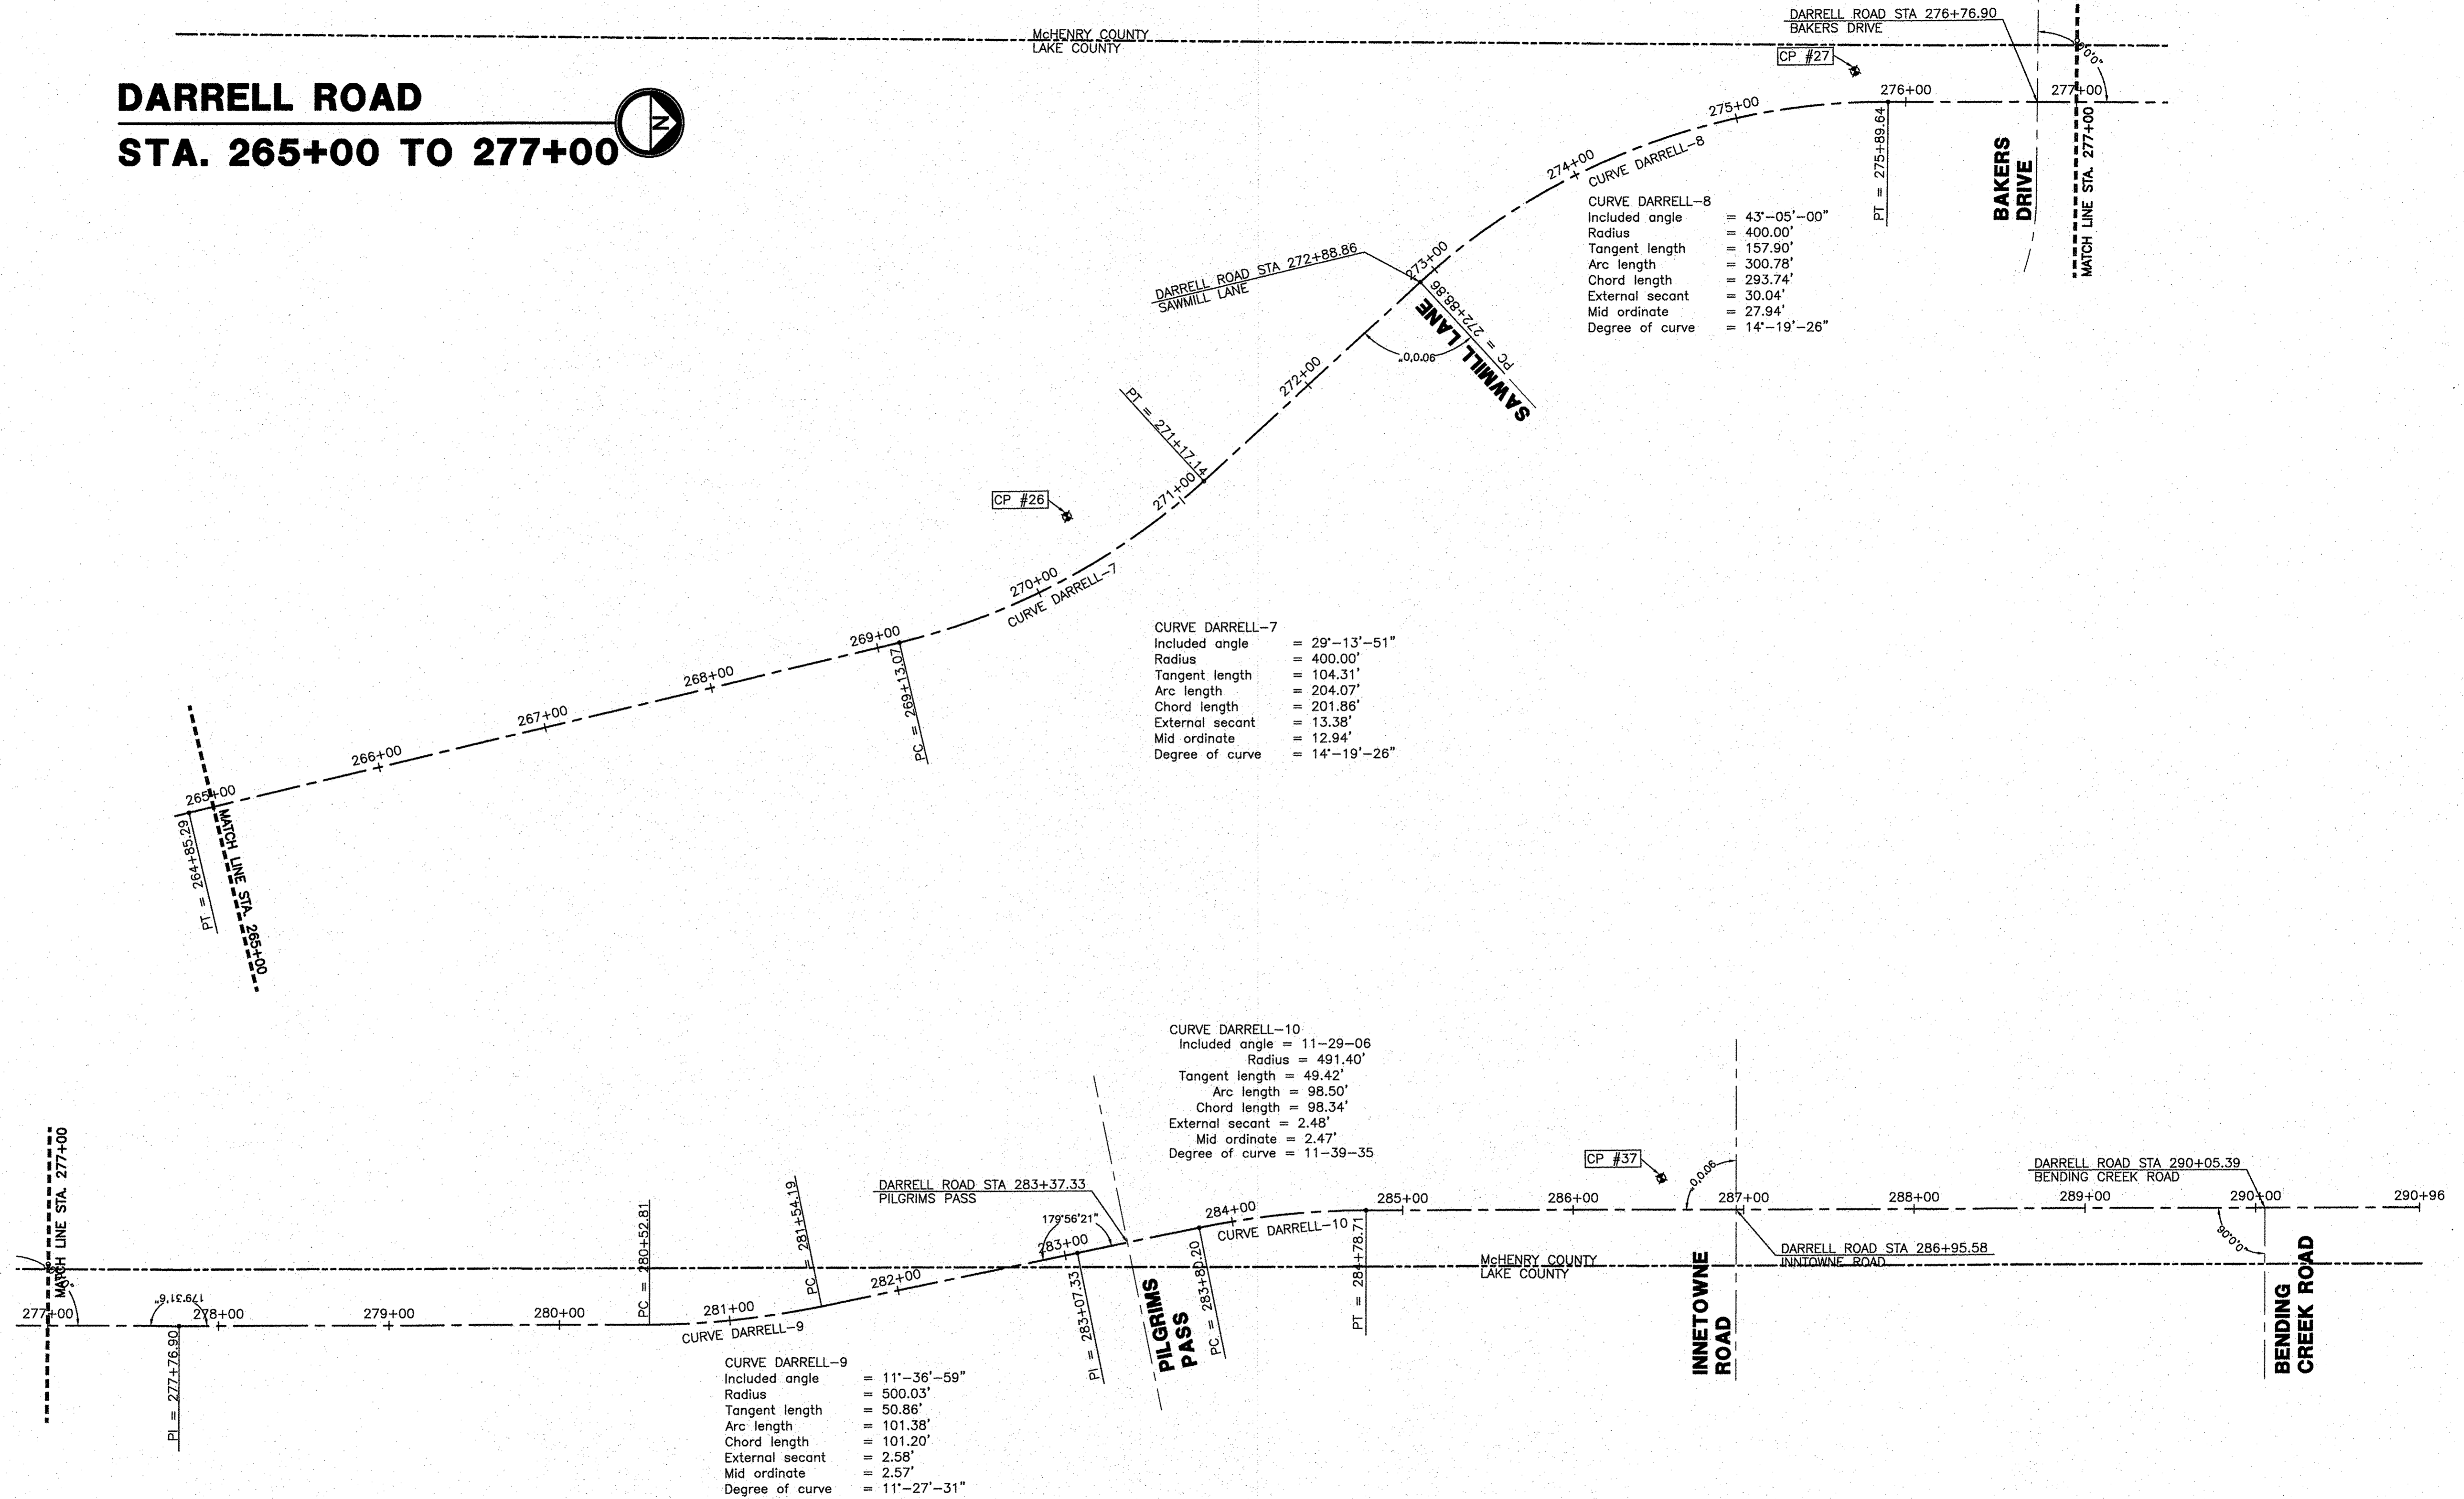 McHENRY COUNTY
LAKE COUNTY
DARRELL ROAD
STA. 265+00 TO 277+00
N
DARRELL ROAD STA 276+76.90
BAKERS DRIVE
CP #27
90°0'0"
274+00
275+00
276+00
277+00
CURVE DARRELL-8
PT = 275+89.64
BAKERS
DRIVE
MATCH LINE STA. 277+00
CURVE DARRELL-8
Included angle = 43°-05'-00"
Radius = 400.00'
Tangent length = 157.90'
Arc length = 300.78'
Chord length = 293.74'
External secant = 30.04'
Mid ordinate = 27.94'
Degree of curve = 14°-19'-26"
DARRELL ROAD STA 272+88.86
SAWMILL LANE
273+00
PC = 272+88.86
SAWMILL LANE
90°0'0"
272+00
PT = 271+17.14
271+00
CP #26
270+00
CURVE DARRELL-7
CURVE DARRELL-7
Included angle = 29°-13'-51"
Radius = 400.00'
Tangent length = 104.31'
Arc length = 204.07'
Chord length = 201.86'
External secant = 13.38'
Mid ordinate = 12.94'
Degree of curve = 14°-19'-26"
269+00
PC = 269+13.07
268+00
267+00
266+00
265+00
PT = 264+85.29
MATCH LINE STA. 265+00
CURVE DARRELL-10
Included angle = 11-29-06
Radius = 491.40'
Tangent length = 49.42'
Arc length = 98.50'
Chord length = 98.34'
External secant = 2.48'
Mid ordinate = 2.47'
Degree of curve = 11-39-35
MATCH LINE STA. 277+00
277+00
179°31'6"
278+00
PI = 277+76.90
279+00
280+00
PC = 280+52.81
281+00
CURVE DARRELL-9
PC = 281+54.19
282+00
DARRELL ROAD STA 283+37.33
PILGRIMS PASS
179°56'21"
283+00
PI = 283+07.33
PILGRIMS
PASS
PC = 283+80.20
284+00
CURVE DARRELL-10
PT = 284+78.71
285+00
McHENRY COUNTY
LAKE COUNTY
CP #37
286+00
90°0'0"
287+00
DARRELL ROAD STA 286+95.58
INNTOWNE ROAD
INNETOWNE
ROAD
288+00
289+00
DARRELL ROAD STA 290+05.39
BENDING CREEK ROAD
290+00
290+96
90°0'0"
BENDING
CREEK ROAD
CURVE DARRELL-9
Included angle = 11°-36'-59"
Radius = 500.03'
Tangent length = 50.86'
Arc length = 101.38'
Chord length = 101.20'
External secant = 2.58'
Mid ordinate = 2.57'
Degree of curve = 11°-27'-31"